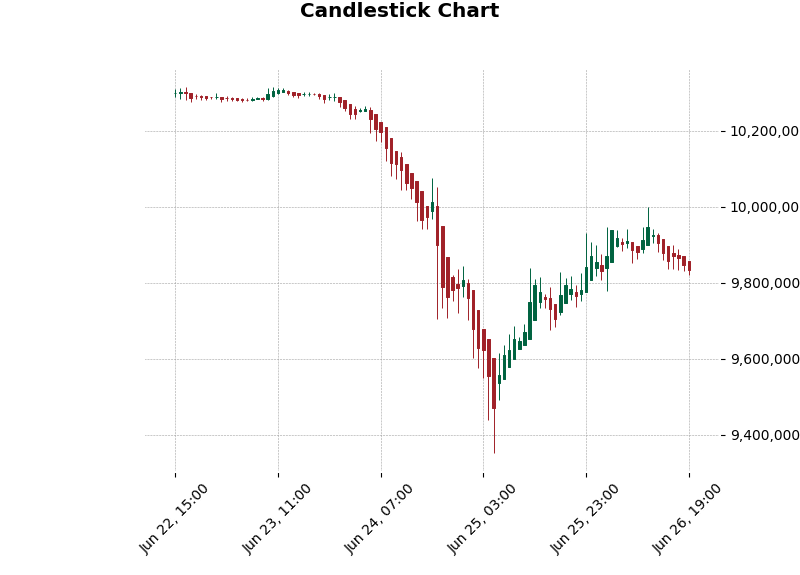 Candlestick Chart
10,200,00
10,000,00
9,800,000
9,600,000
9,400,000
Jun 22, 15:00
Jun 23, 11:00
Jun 24, 07:00
Jun 25, 03:00
Jun 25, 23:00
Jun 26, 19:00